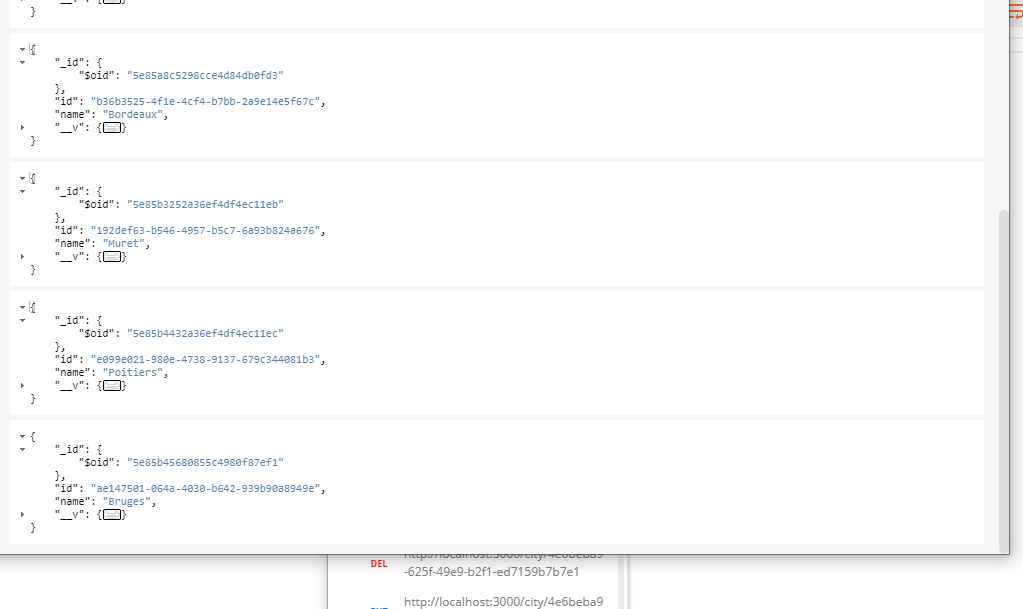 }
{
"_id": {
"$oid": "5e85a8c5298cce4d84db0fd3"
},
"id": "b36b3525-4f1e-4cf4-b7bb-2a9e14e5f67c",
"name": "Bordeaux",
"__v": {}
}
{
"_id": {
"$oid": "5e85b3252a36ef4df4ec11eb"
},
"id": "192def63-b546-4957-b5c7-6a93b824a676",
"name": "Muret",
"__v": {}
}
{
"_id": {
"$oid": "5e85b4432a36ef4df4ec11ec"
},
"id": "e099e021-980e-4738-9137-679c344081b3",
"name": "Poitiers",
"__v": {}
}
{
"_id": {
"$oid": "5e85b45680855c4980f87ef1"
},
"id": "ae147501-064a-4030-b642-939b90a8949e",
"name": "Bruges",
"__v": {}
}
http://localhost:3000/city/4e6beba9
DEL
-625f-49e9-b2f1-ed7159b7b7e1
http://localhost:3000/city/4e6beba9